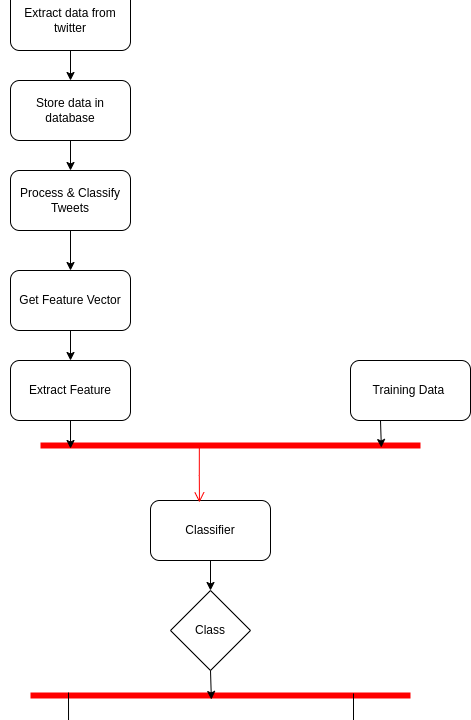 Extract data from
twitter
Store data in
database
Process & Classify
Tweets
Get Feature Vector
Extract Feature
Training Data
Classifier
Class